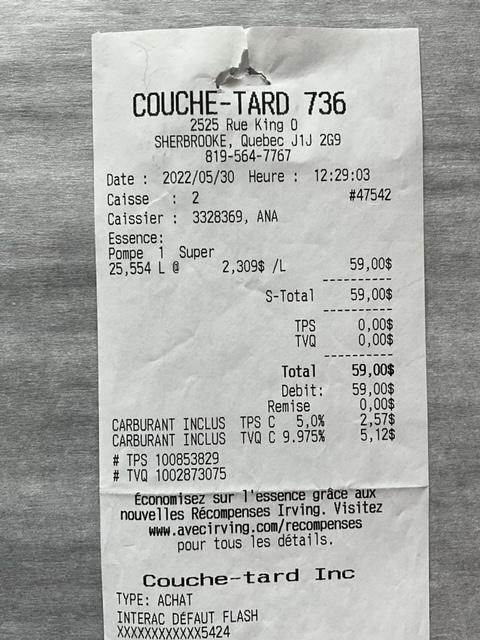 COUCHE-TARD 736
2525 Rue King O
SHERBROOKE, Quebec J1J 2G9
819-564-7767
Date : 2022/05/30 Heure : 12:29:03
Caisse : 2 #47542
Caissier : 3328369, ANA
Essence:
Pompe 1 Super
25,554 L @ 2,309$ /L 59,00$
----------
S-Total 59,00$
----------
TPS 0,00$
TVQ 0,00$
----------
Total 59,00$
Debit: 59,00$
Remise 0,00$
CARBURANT INCLUS TPS C 5,0% 2,57$
CARBURANT INCLUS TVQ C 9.975% 5,12$
# TPS 100853829
# TVQ 1002873075
Économisez sur l'essence grâce aux
nouvelles Récompenses Irving. Visitez
www.avecirving.com/recompenses
pour tous les détails.
Couche-tard Inc
TYPE: ACHAT
INTERAC DÉFAUT FLASH
XXXXXXXXXXXX5424